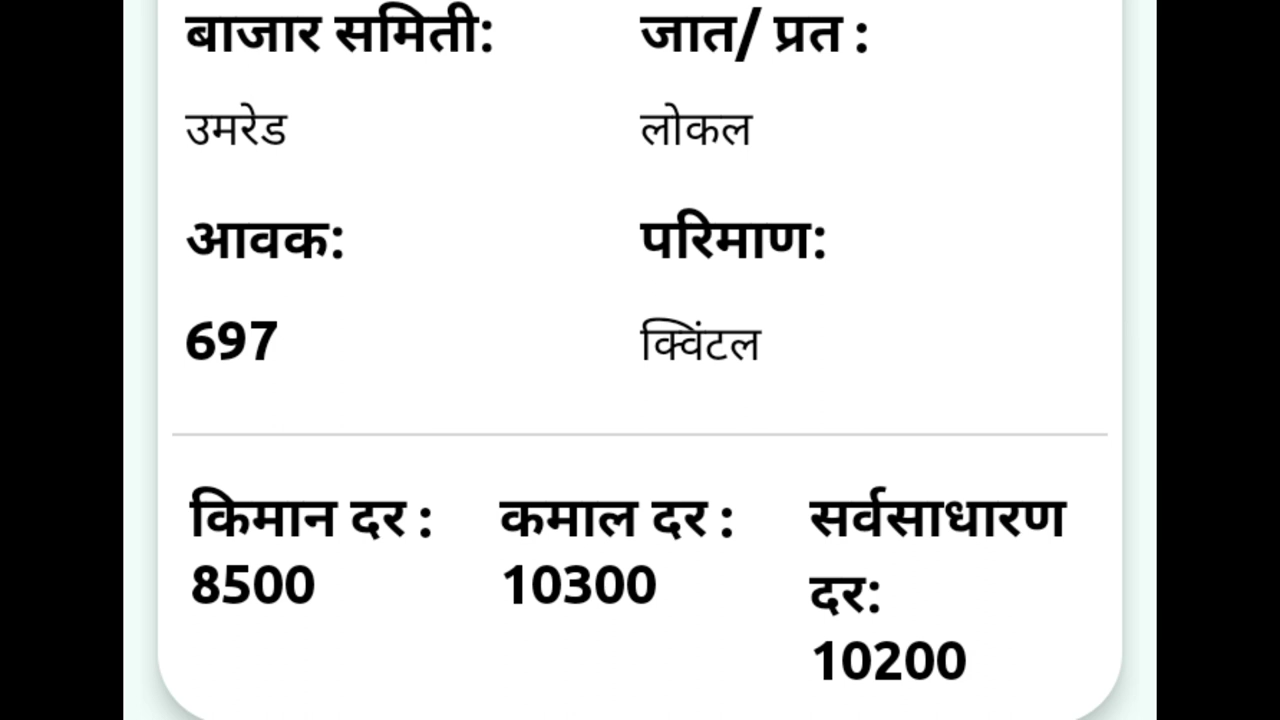 बाजार समिती: जात/ प्रत :
उमरेड लोकल
आवक: परिमाण:
697 क्विंटल
किमान दर : कमाल दर : सर्वसाधारण
8500 10300 दर:
10200